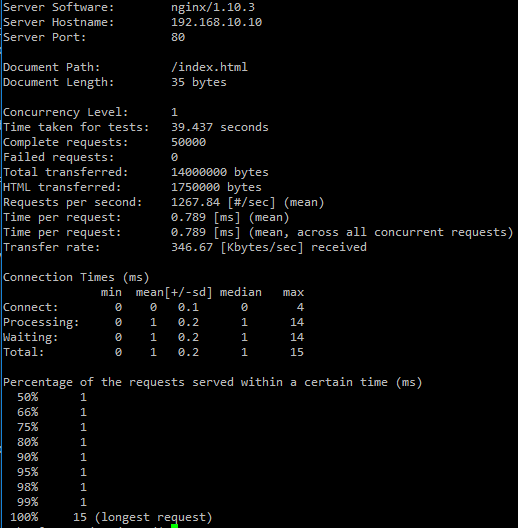 Server Software:        nginx/1.10.3
Server Hostname:        192.168.10.10
Server Port:            80

Document Path:          /index.html
Document Length:        35 bytes

Concurrency Level:      1
Time taken for tests:   39.437 seconds
Complete requests:      50000
Failed requests:        0
Total transferred:      14000000 bytes
HTML transferred:       1750000 bytes
Requests per second:    1267.84 [#/sec] (mean)
Time per request:       0.789 [ms] (mean)
Time per request:       0.789 [ms] (mean, across all concurrent requests)
Transfer rate:          346.67 [Kbytes/sec] received

Connection Times (ms)
              min  mean[+/-sd] median   max
Connect:        0    0   0.1      0       4
Processing:     0    1   0.2      1      14
Waiting:        0    1   0.2      1      14
Total:          0    1   0.2      1      15

Percentage of the requests served within a certain time (ms)
  50%      1
  66%      1
  75%      1
  80%      1
  90%      1
  95%      1
  98%      1
  99%      1
 100%     15 (longest request)